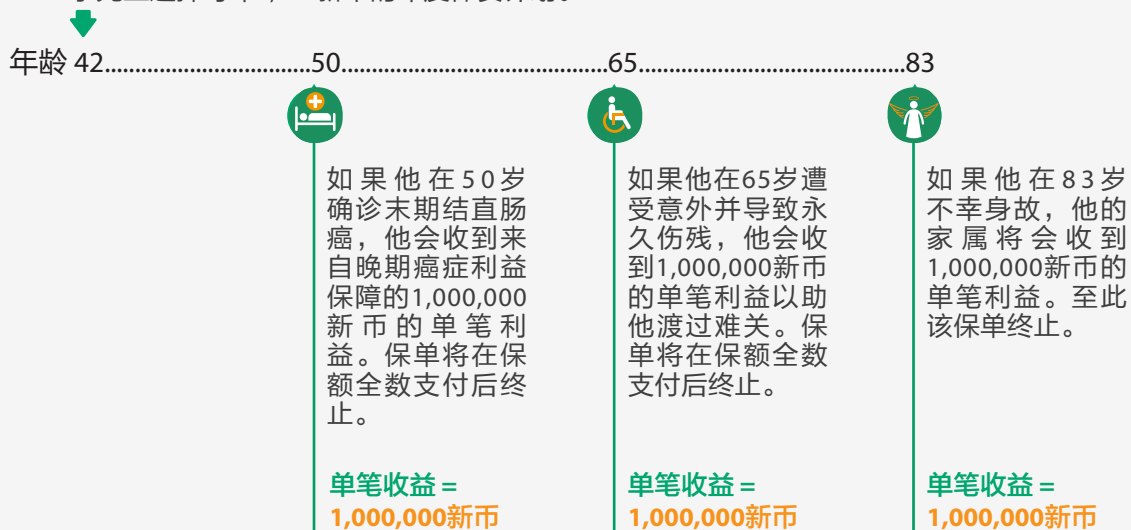 年龄 42...............................50........................................65........................................83
如果他在50岁
确诊末期结直肠
癌，他会收到来
自晚期癌症利益
保障的1,000,000
新币的单笔利
益。保单将在保
额全数支付后终
止。
单笔收益 =
1,000,000新币
如果他在65岁遭
受意外并导致永
久伤残，他会收
到1,000,000新币
的单笔利益以助
他渡过难关。保
单将在保额全数
支付后终止。
单笔收益 =
1,000,000新币
如果他在83岁
不幸身故，他的
家属将会收到
1,000,000新币的
单笔利益。至此
该保单终止。
单笔收益 =
1,000,000新币